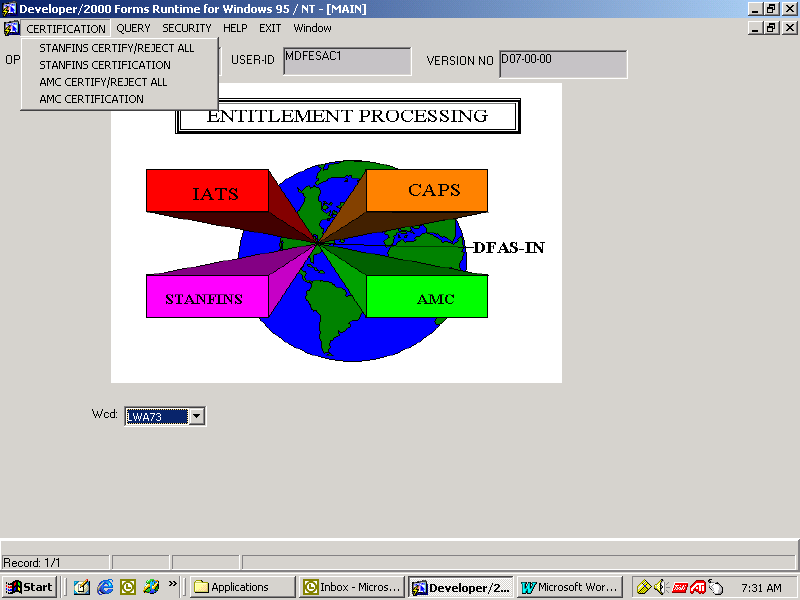 Developer/2000 Forms Runtime for Windows 95 / NT - [MAIN]
CERTIFICATION QUERY SECURITY HELP EXIT Window
STANFINS CERTIFY/REJECT ALL
STANFINS CERTIFICATION
AMC CERTIFY/REJECT ALL
AMC CERTIFICATION
OP USER-ID MDFESAC1 VERSION NO D07-00-00
ENTITLEMENT PROCESSING
IATS CAPS
DFAS-IN
STANFINS AMC
Wcd: LWA73
Record: 1/1
Start » Applications Inbox - Micros... Developer/2... Microsoft Wor... 7:31 AM